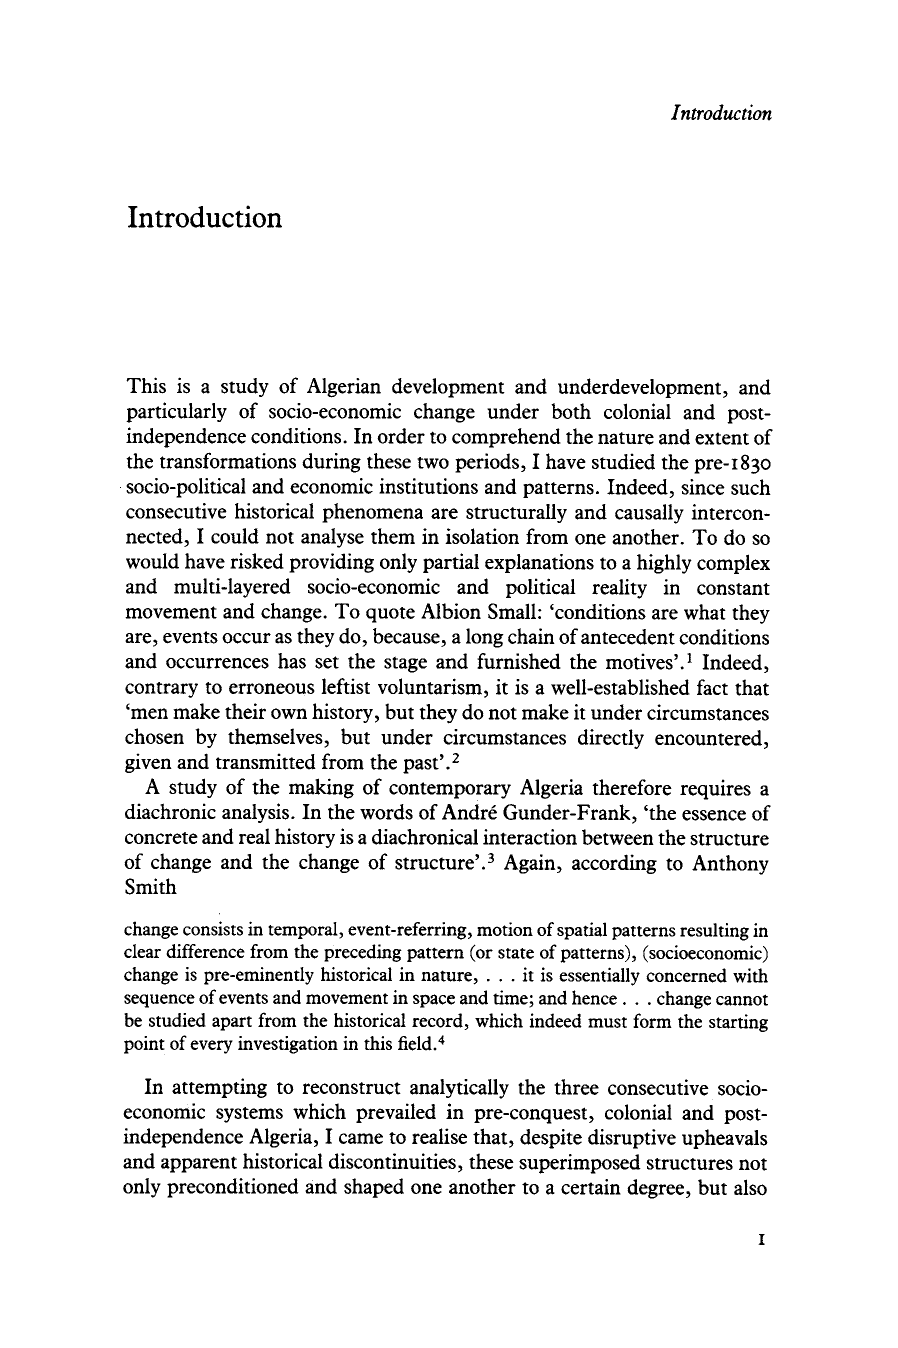 Introduction
Introduction
This is a study of Algerian development and underdevelopment, and
particularly of socio-economic change under both colonial and post-
independence conditions. In order to comprehend the nature and extent of
the transformations during these two periods, I have studied the pre-1830
socio-political and economic institutions and patterns. Indeed, since such
consecutive historical phenomena are structurally and causally intercon-
nected, I could not analyse them in isolation from one another. To do so
would have risked providing only partial explanations to a highly complex
and multi-layered socio-economic and political reality in constant
movement and change. To quote Albion Small: ‘conditions are what they
are, events occur as they do, because, a long chain of antecedent conditions
and occurrences has set the stage and furnished the motives’.¹ Indeed,
contrary to erroneous leftist voluntarism, it is a well-established fact that
‘men make their own history, but they do not make it under circumstances
chosen by themselves, but under circumstances directly encountered,
given and transmitted from the past’.²
A study of the making of contemporary Algeria therefore requires a
diachronic analysis. In the words of André Gunder-Frank, ‘the essence of
concrete and real history is a diachronical interaction between the structure
of change and the change of structure’.³ Again, according to Anthony
Smith
change consists in temporal, event-referring, motion of spatial patterns resulting in
clear difference from the preceding pattern (or state of patterns), (socioeconomic)
change is pre-eminently historical in nature, . . . it is essentially concerned with
sequence of events and movement in space and time; and hence . . . change cannot
be studied apart from the historical record, which indeed must form the starting
point of every investigation in this field.⁴
In attempting to reconstruct analytically the three consecutive socio-
economic systems which prevailed in pre-conquest, colonial and post-
independence Algeria, I came to realise that, despite disruptive upheavals
and apparent historical discontinuities, these superimposed structures not
only preconditioned and shaped one another to a certain degree, but also
1